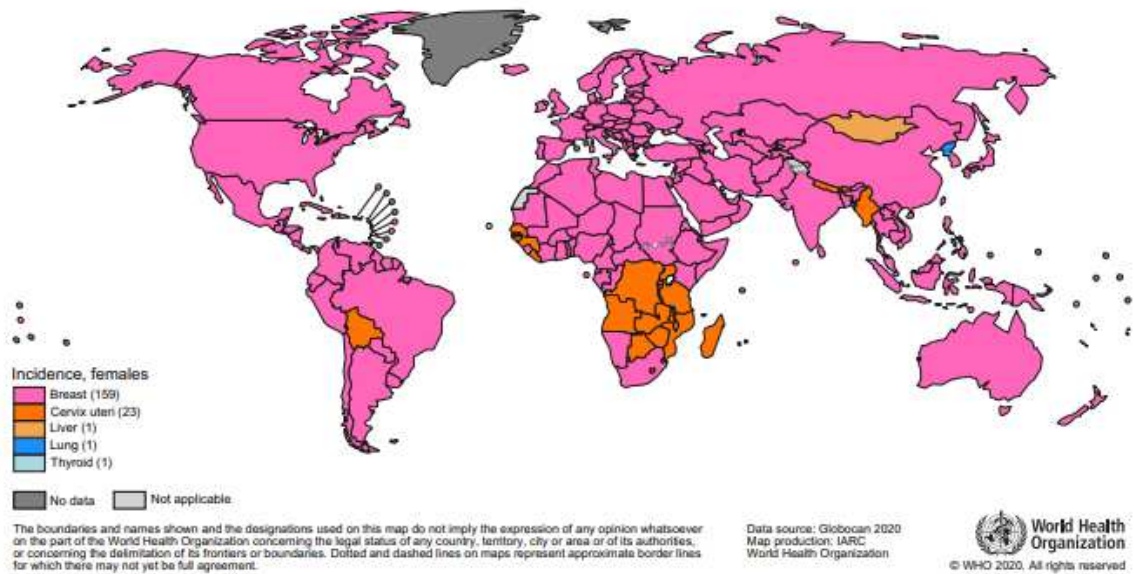 Incidence, females
Breast (159)
Cervix uteri (23)
Liver (1)
Lung (1)
Thyroid (1)
No data
Not applicable
The boundaries and names shown and the designations used on this map do not imply the expression of any opinion whatsoever
on the part of the World Health Organization concerning the legal status of any country, territory, city or area or of its authorities,
or concerning the delimitation of its frontiers or boundaries. Dotted and dashed lines on maps represent approximate border lines
for which there may not yet be full agreement.
Data source: Globocan 2020
Map production: IARC
World Health Organization
World Health
Organization
© WHO 2020. All rights reserved